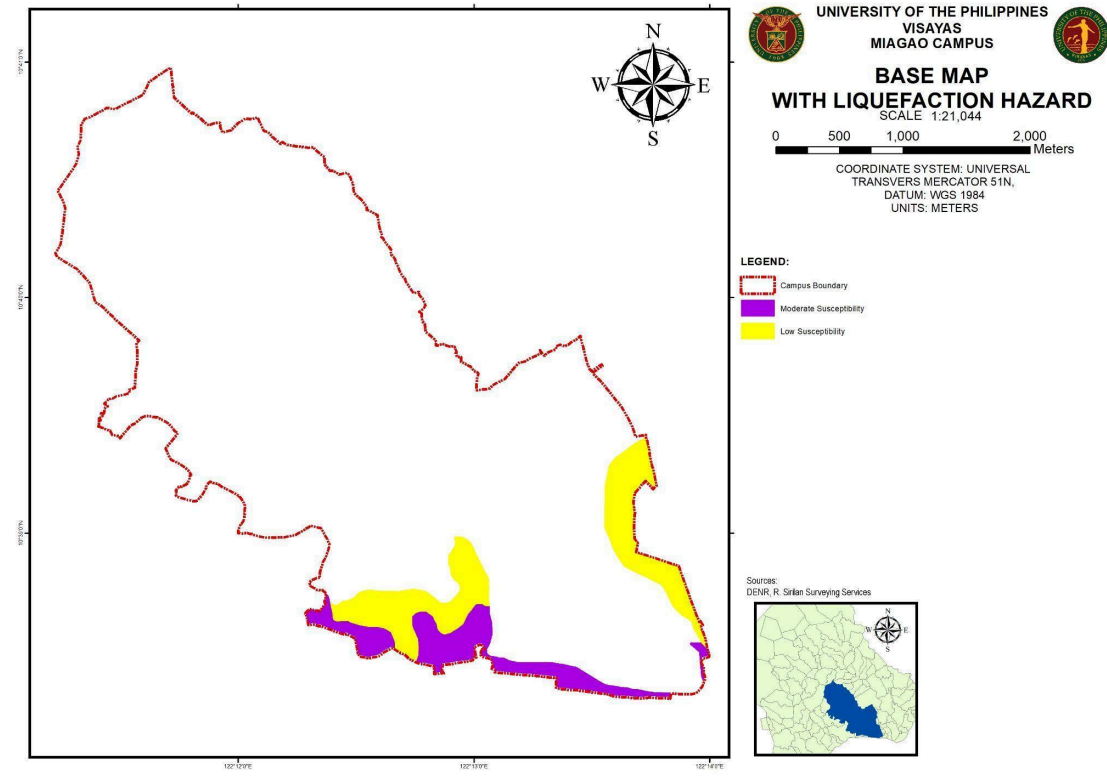 UNIVERSITY OF THE PHILIPPINES
VISAYAS
MIAGAO CAMPUS
BASE MAP
WITH LIQUEFACTION HAZARD
SCALE 1:21,044
0 500 1,000 2,000
Meters
COORDINATE SYSTEM: UNIVERSAL
TRANSVERS MERCATOR 51N,
DATUM: WGS 1984
UNITS: METERS
LEGEND:
Campus Boundary
Moderate Susceptibility
Low Susceptibility
Sources:
DENR, R. Sirilan Surveying Services
N
W E
S
N
W E
S
122°12'0"E
122°13'0"E
122°14'0"E